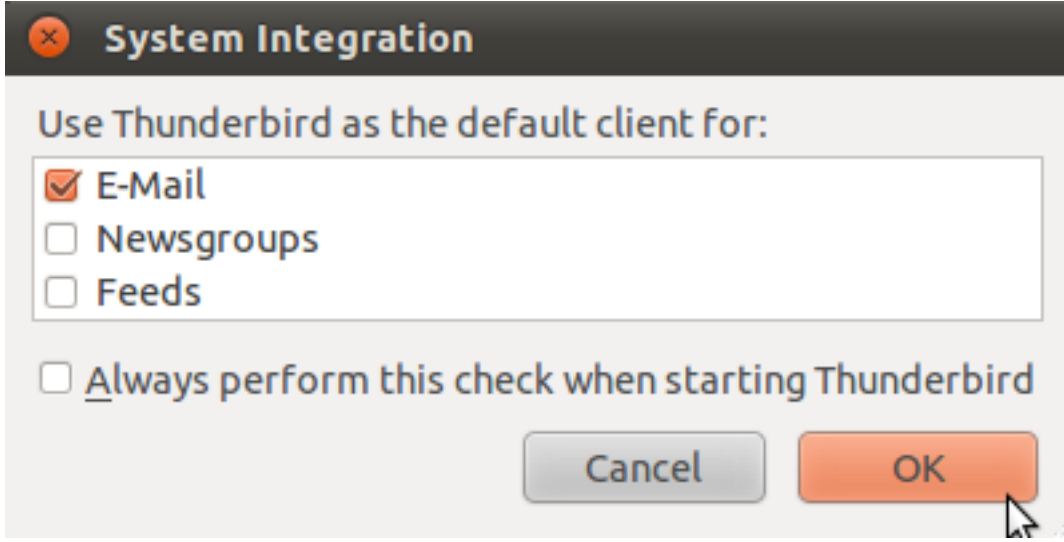 System Integration
Use Thunderbird as the default client for:
E-Mail
Newsgroups
Feeds
Always perform this check when starting Thunderbird
Cancel OK